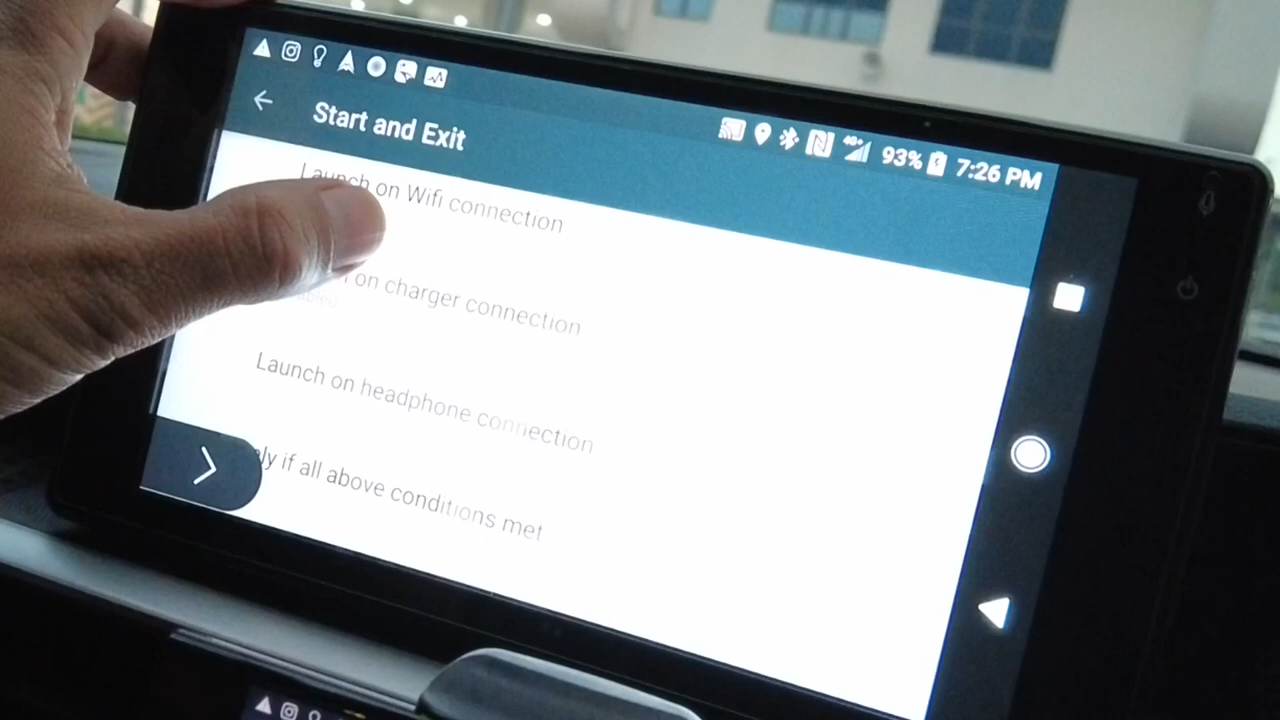 4G+ 93% 7:26 PM
Start and Exit
Launch on Wifi connection
on charger connection
Launch on headphone connection
if all above conditions met